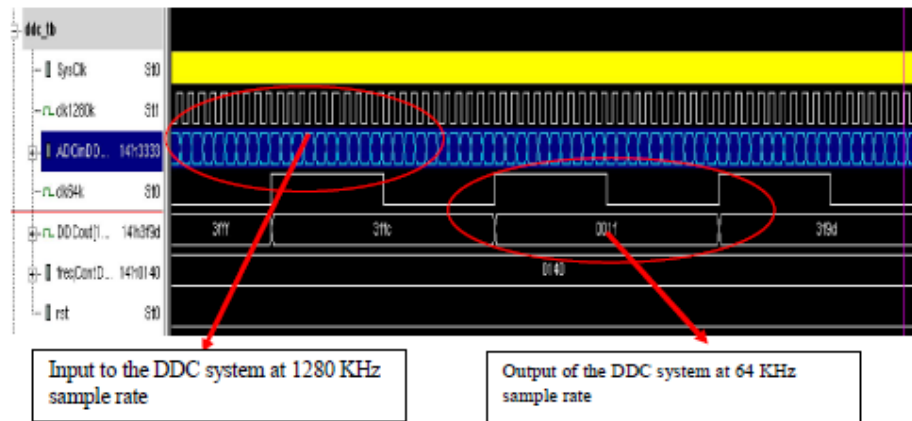 ddc_tb
SysClk St0
clk1280k St1
ADCinDD... 14'h3333
clk64k St0
DDCout[1... 14'h3f9d 3fff 3ffc 001f 3f9d
freqContD... 14'h0140 0140
rst St0
Input to the DDC system at 1280 KHz
sample rate
Output of the DDC system at 64 KHz
sample rate